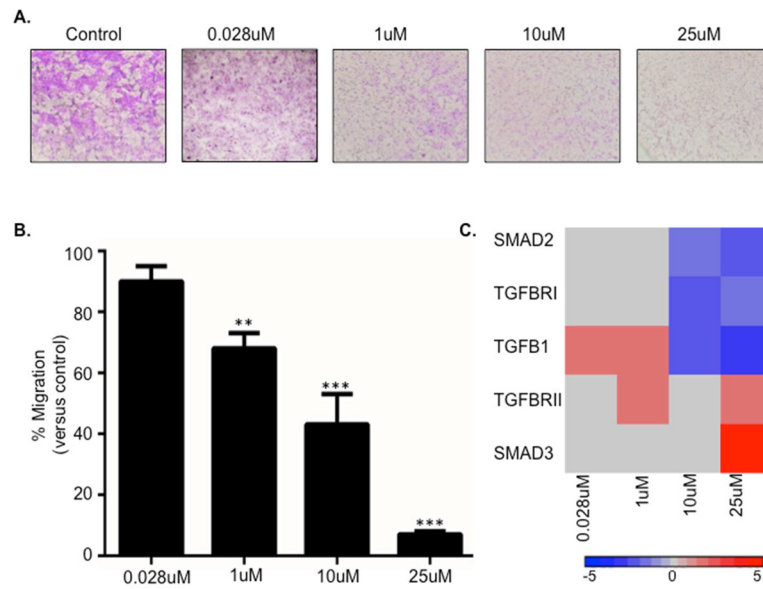 A.
Control 0.028uM 1uM 10uM 25uM
B.
% Migration
(versus control)
100
80
60
40
20
0
**
***
***
0.028uM 1uM 10uM 25uM
C.
SMAD2
TGFBRI
TGFB1
TGFBRII
SMAD3
0.028uM
1uM
10uM
25uM
-5 0 5